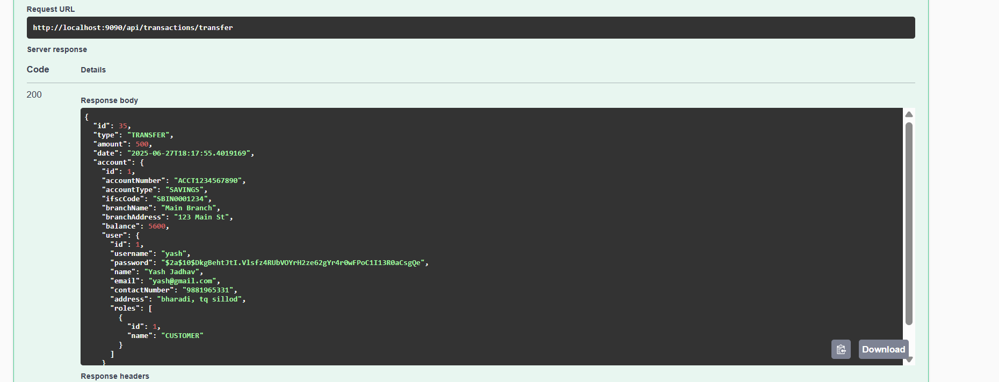 Request URL
http://localhost:9090/api/transactions/transfer
Server response
Code Details
200
Response body
{
"id": 35,
"type": "TRANSFER",
"amount": 500,
"date": "2025-06-27T18:17:55.4019169",
"account": {
"id": 1,
"accountNumber": "ACCT1234567890",
"accountType": "SAVINGS",
"ifscCode": "SBIN0001234",
"branchName": "Main Branch",
"branchAddress": "123 Main St",
"balance": 5600,
"user": {
"id": 1,
"username": "yash",
"password": "$2a$10$DkgBehtJtI.Vlsfz4RUbVOYrH2ze62gYr4r0wFPoC1I13R0aCsgQe",
"name": "Yash Jadhav",
"email": "yash@gmail.com",
"contactNumber": "9881965331",
"address": "bharadi, tq sillod",
"roles": [
{
"id": 1,
"name": "CUSTOMER"
}
]
}
Download
Response headers